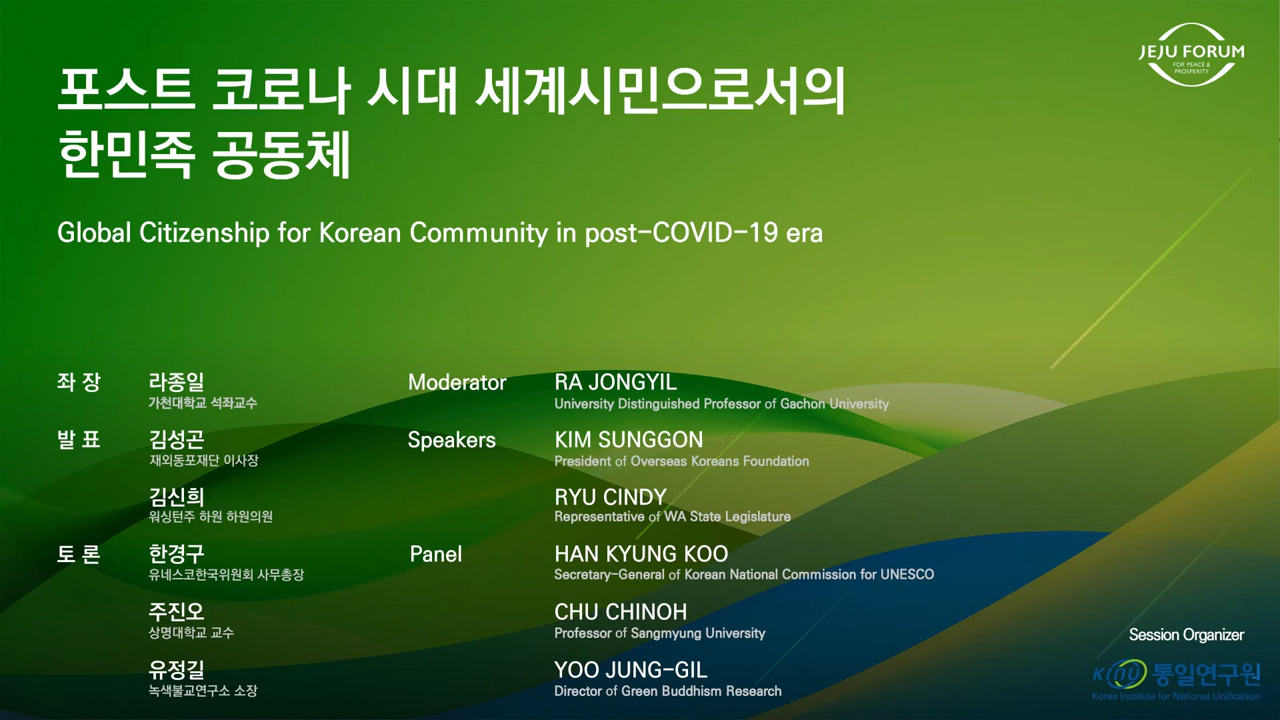 JEJU FORUM
FOR PEACE &
PROSPERITY
포스트 코로나 시대 세계시민으로서의
한민족 공동체
Global Citizenship for Korean Community in post-COVID-19 era
좌 장 라종일 Moderator RA JONGYIL
가천대학교 석좌교수 University Distinguished Professor of Gachon University
발 표 김성곤 Speakers KIM SUNGGON
재외동포재단 이사장 President of Overseas Koreans Foundation
김신희 RYU CINDY
워싱턴주 하원 하원의원 Representative of WA State Legislature
토 론 한경구 Panel HAN KYUNG KOO
유네스코한국위원회 사무총장 Secretary-General of Korean National Commission for UNESCO
주진오 CHU CHINOH
상명대학교 교수 Professor of Sangmyung University
유정길 YOO JUNG-GIL
녹색불교연구소 소장 Director of Green Buddhism Research
Session Organizer
KINU 통일연구원
Korea Institute for National Unification